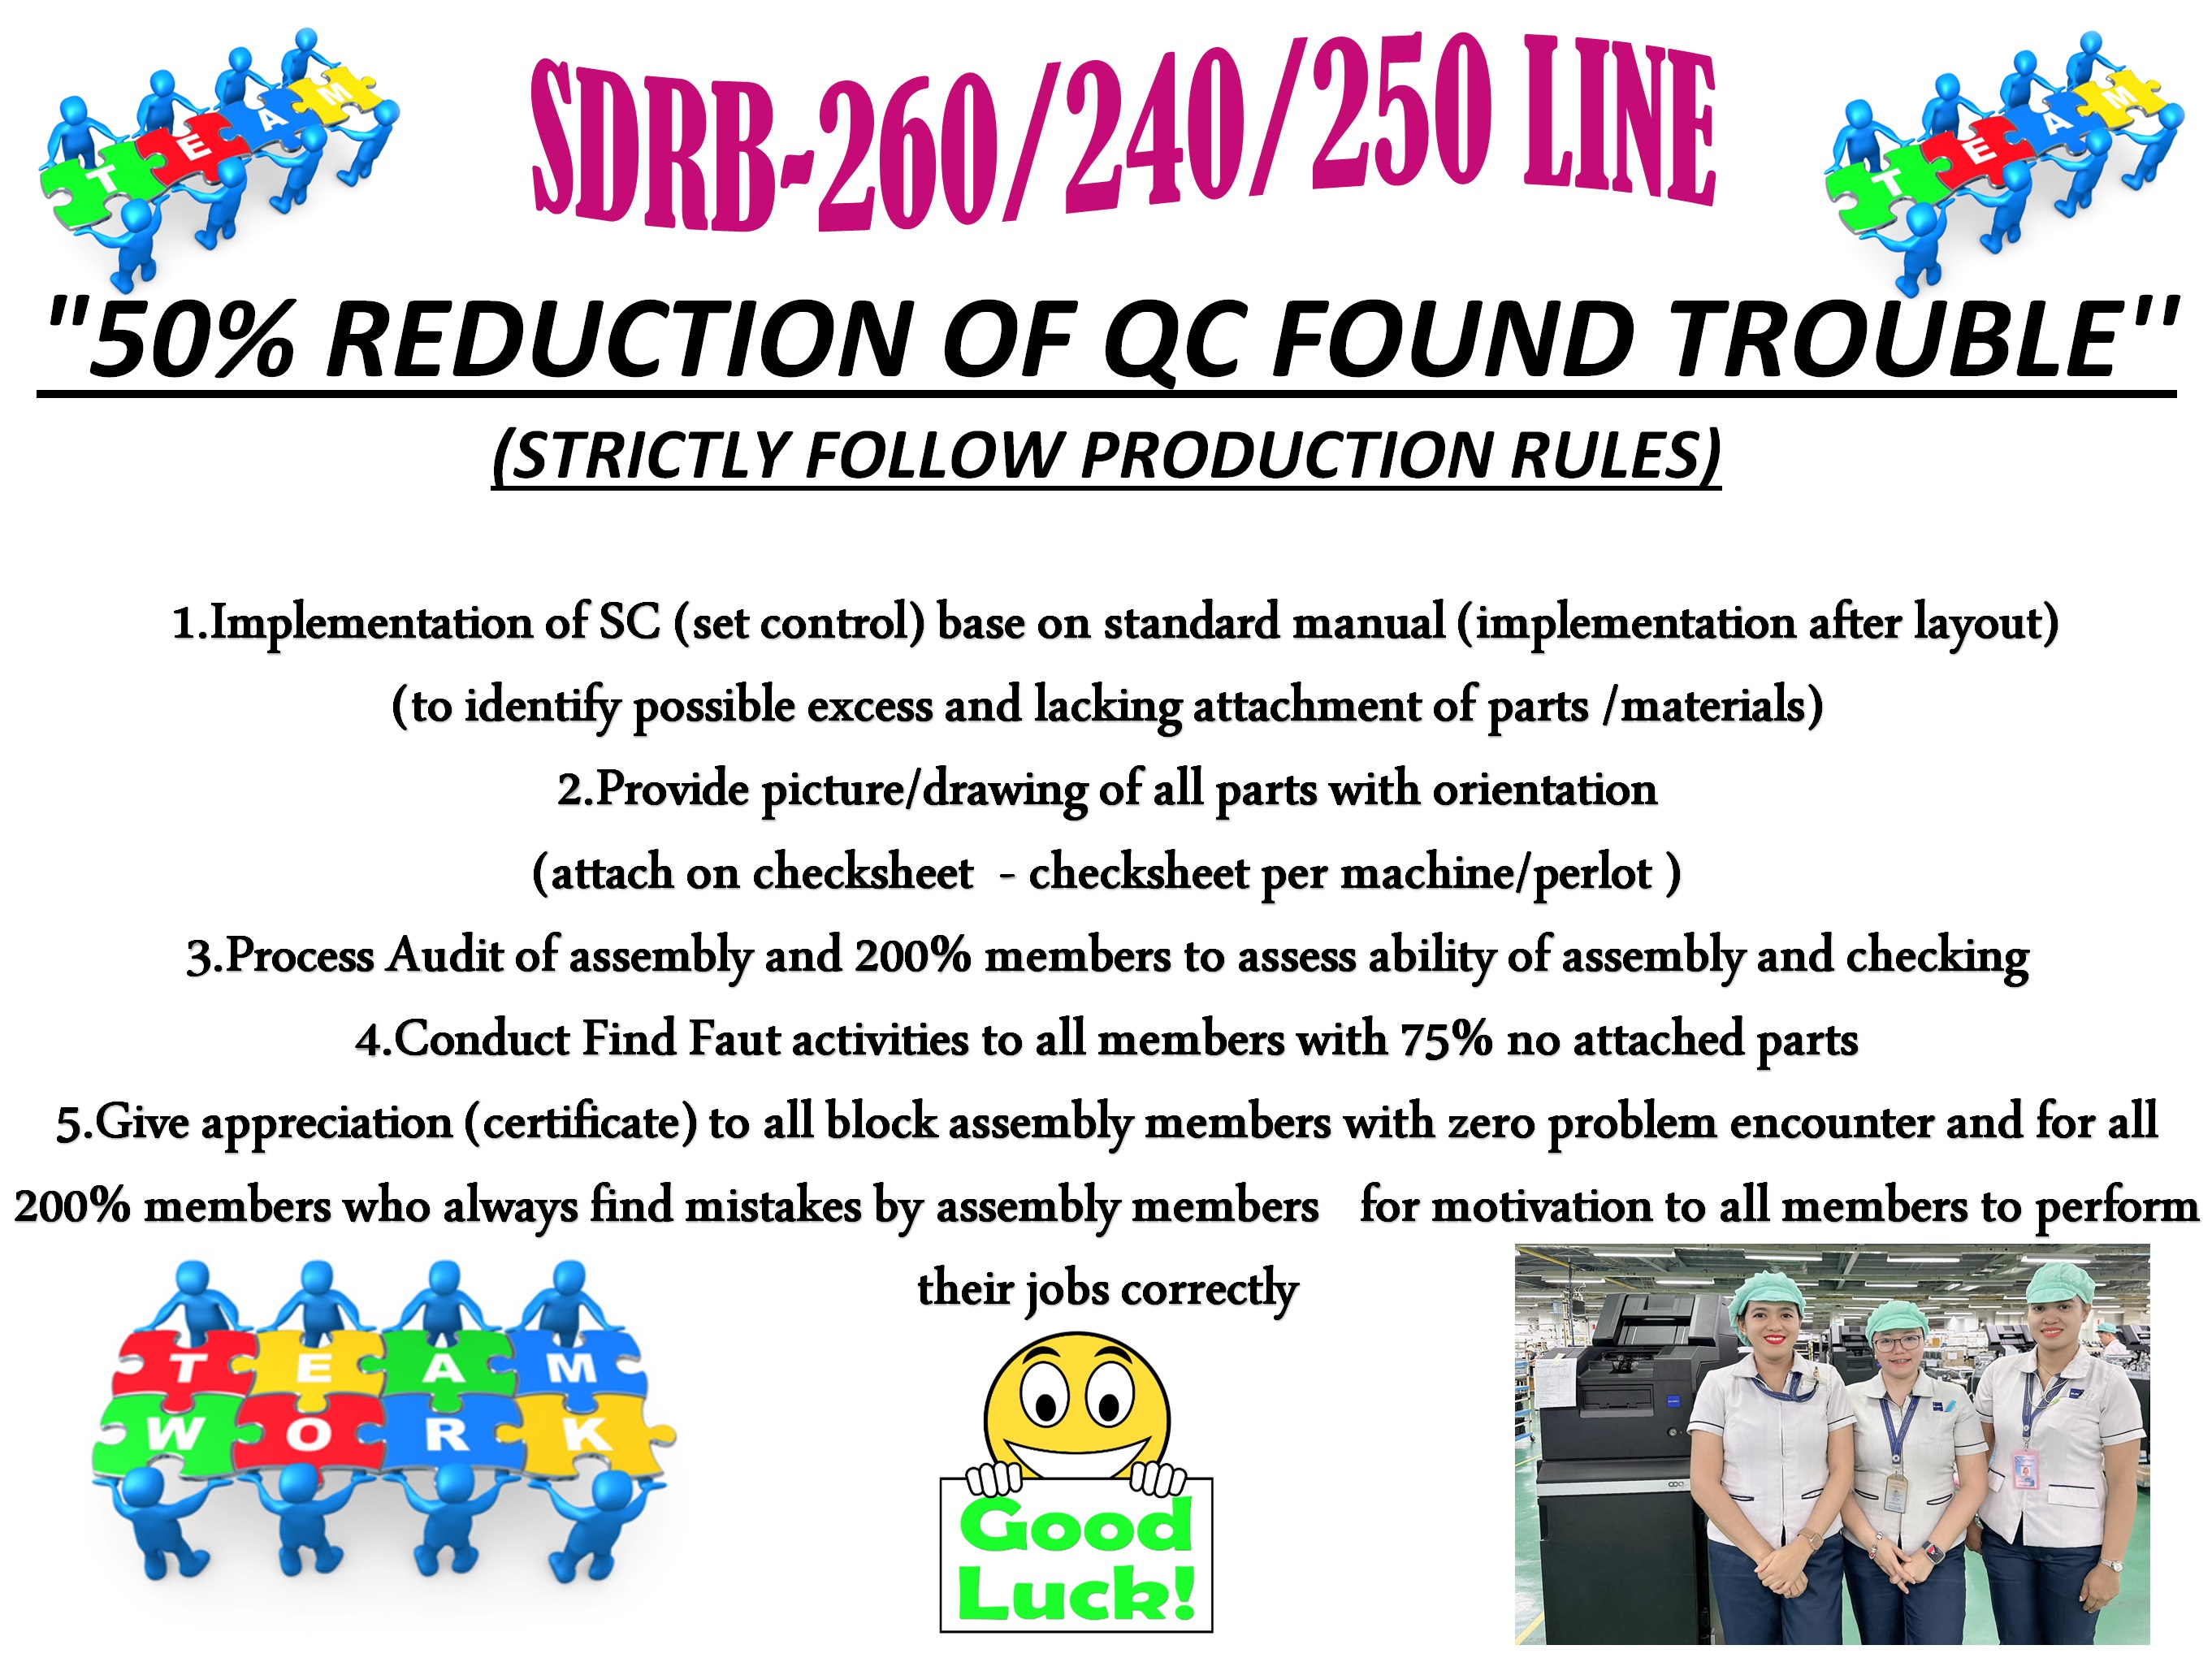 SDRB-260/240/250 LINE
TEAM
TEAM
"50% REDUCTION OF QC FOUND TROUBLE''
(STRICTLY FOLLOW PRODUCTION RULES)
1.Implementation of SC (set control) base on standard manual (implementation after layout)
(to identify possible excess and lacking attachment of parts /materials)
2.Provide picture/drawing of all parts with orientation
(attach on checksheet - checksheet per machine/perlot )
3.Process Audit of assembly and 200% members to assess ability of assembly and checking
4.Conduct Find Faut activities to all members with 75% no attached parts
5.Give appreciation (certificate) to all block assembly members with zero problem encounter and for all
200% members who always find mistakes by assembly members for motivation to all members to perform
their jobs correctly
TEAM
WORK
Good
Luck!